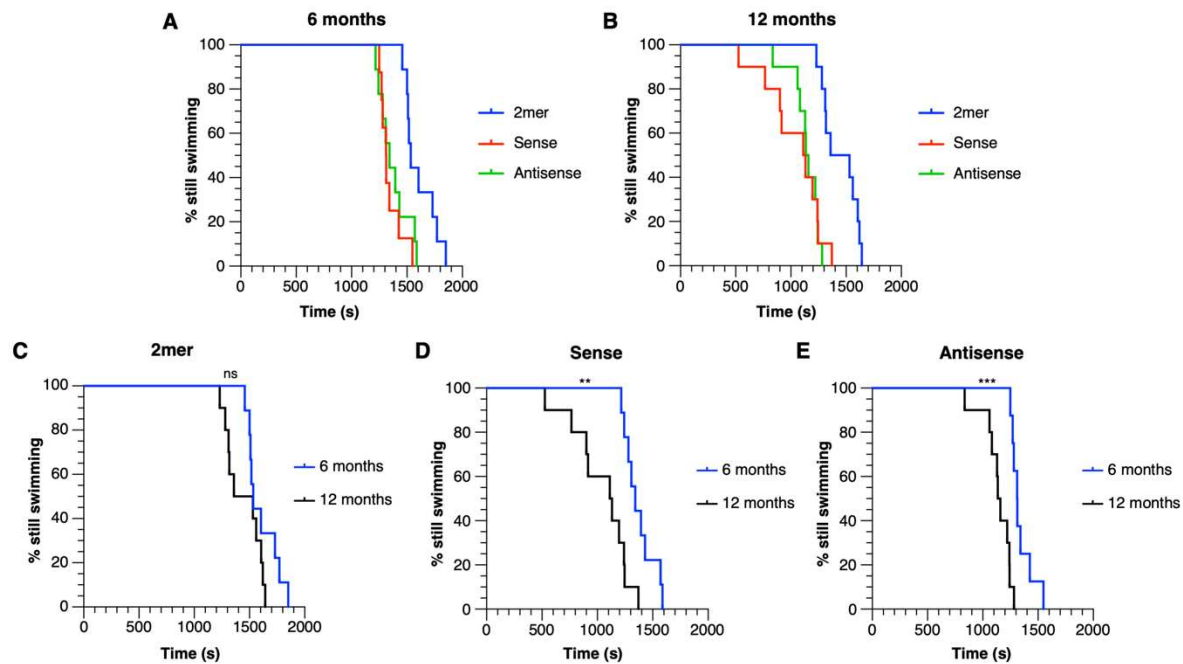 A
6 months
% still swimming
100
80
60
40
20
0
0 500 1000 1500 2000
Time (s)
2mer
Sense
Antisense
B
12 months
% still swimming
100
80
60
40
20
0
0 500 1000 1500 2000
Time (s)
2mer
Sense
Antisense
C
2mer
ns
% still swimming
100
80
60
40
20
0
0 500 1000 1500 2000
Time (s)
6 months
12 months
D
Sense
**
% still swimming
100
80
60
40
20
0
0 500 1000 1500 2000
Time (s)
6 months
12 months
E
Antisense
***
% still swimming
100
80
60
40
20
0
0 500 1000 1500 2000
Time (s)
6 months
12 months